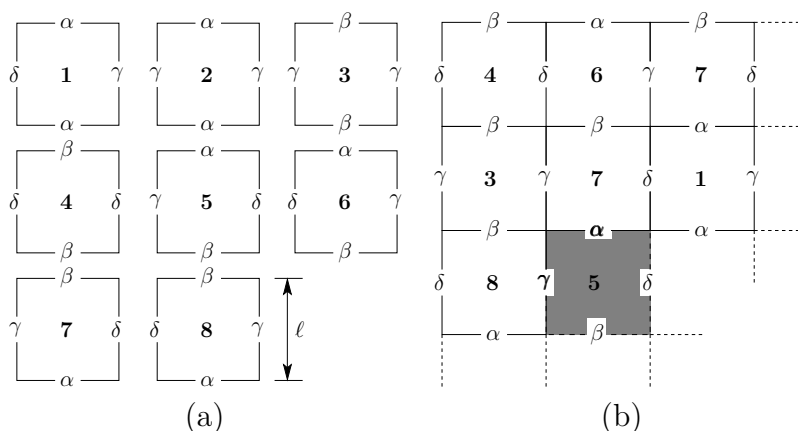 α α β
δ 1 γ γ 2 γ γ 3 γ
α α β
β α α
δ 4 δ γ 5 δ δ 6 γ
β β β
β β
γ 7 δ δ 8 γ ℓ
α α
(a)
β α β
δ 4 δ 6 γ 7 δ
β β α
γ 3 γ 7 δ 1 γ
β α α
δ 8 γ 5 δ
α β
(b)